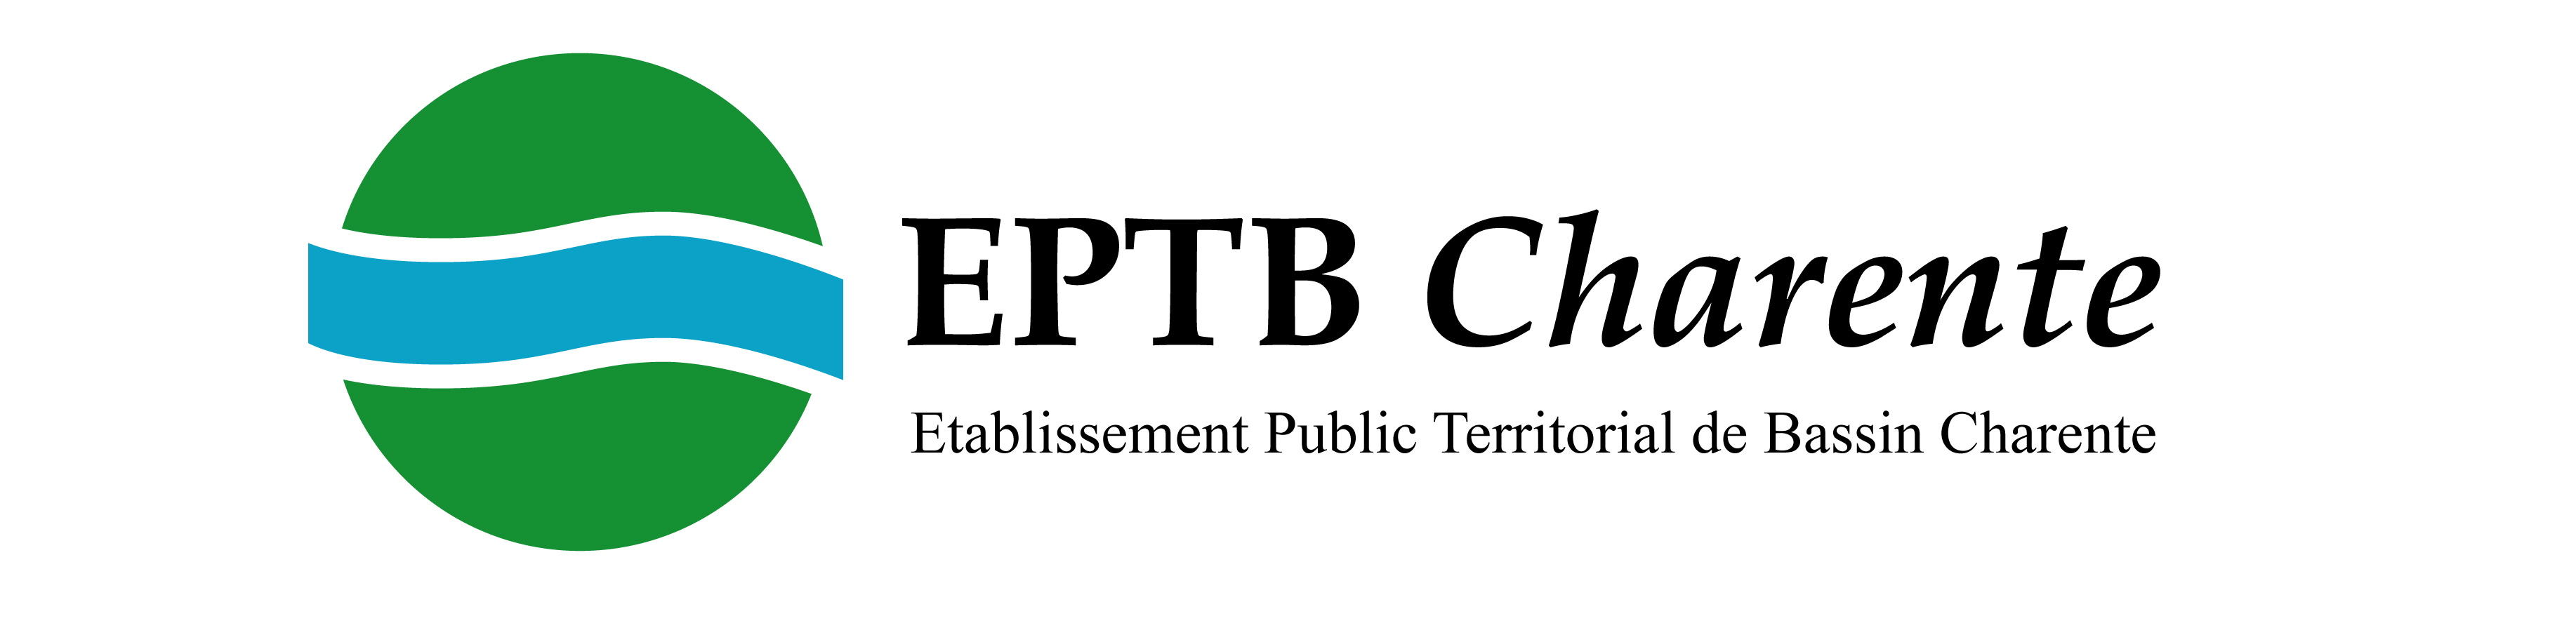 EPTB Charente
Etablissement Public Territorial de Bassin Charente